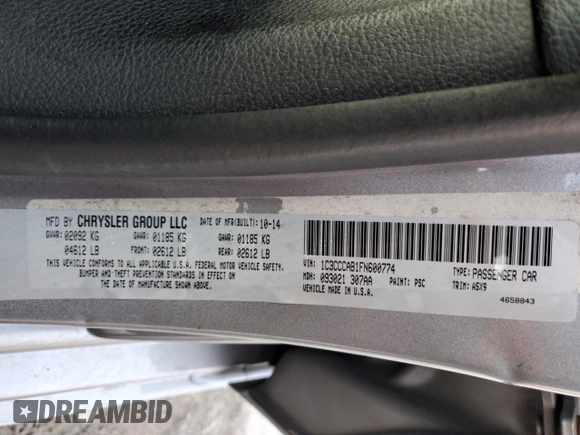 MFD BY CHRYSLER GROUP LLC DATE OF MFR(BUILT): 10-14
GVWR: 02092 KG GAWR: 01185 KG GAWR: 01185 KG
04612 LB FRONT: 02612 LB REAR: 02612 LB
THIS VEHICLE CONFORMS TO ALL APPLICABLE U.S.A. FEDERAL MOTOR VEHICLE SAFETY,
BUMPER AND THEFT PREVENTION STANDARDS IN EFFECT ON
THE DATE OF MANUFACTURE SHOWN ABOVE.
VIN: 1C3CCCAB1FN600774 TYPE: PASSENGER CAR
MDH: 093021 307AA PAINT: PSC TRIM: A5X9
VEHICLE MADE IN U.S.A.
4658843
DREAMBID